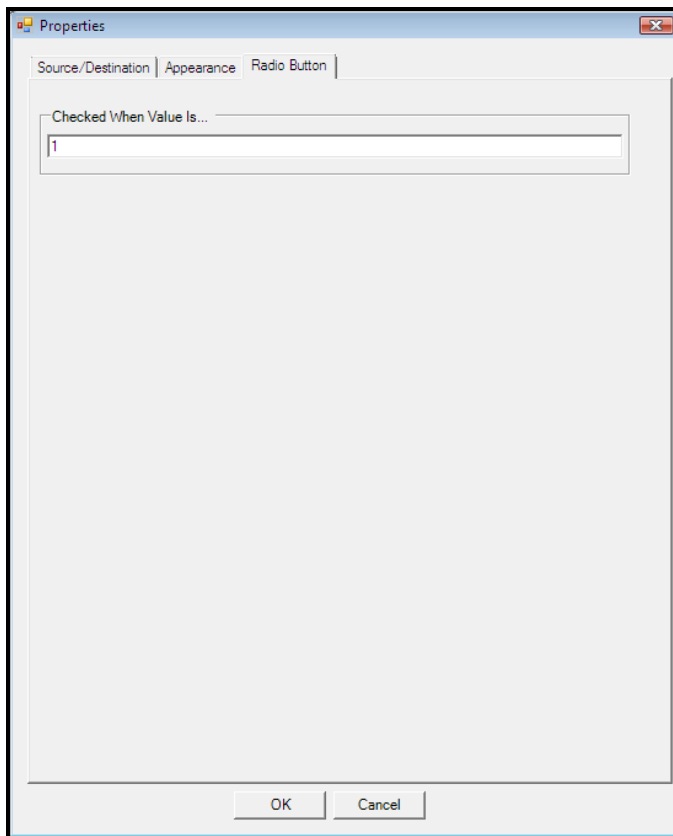 Properties
Source/Destination Appearance Radio Button
Checked When Value Is...
1
OK Cancel